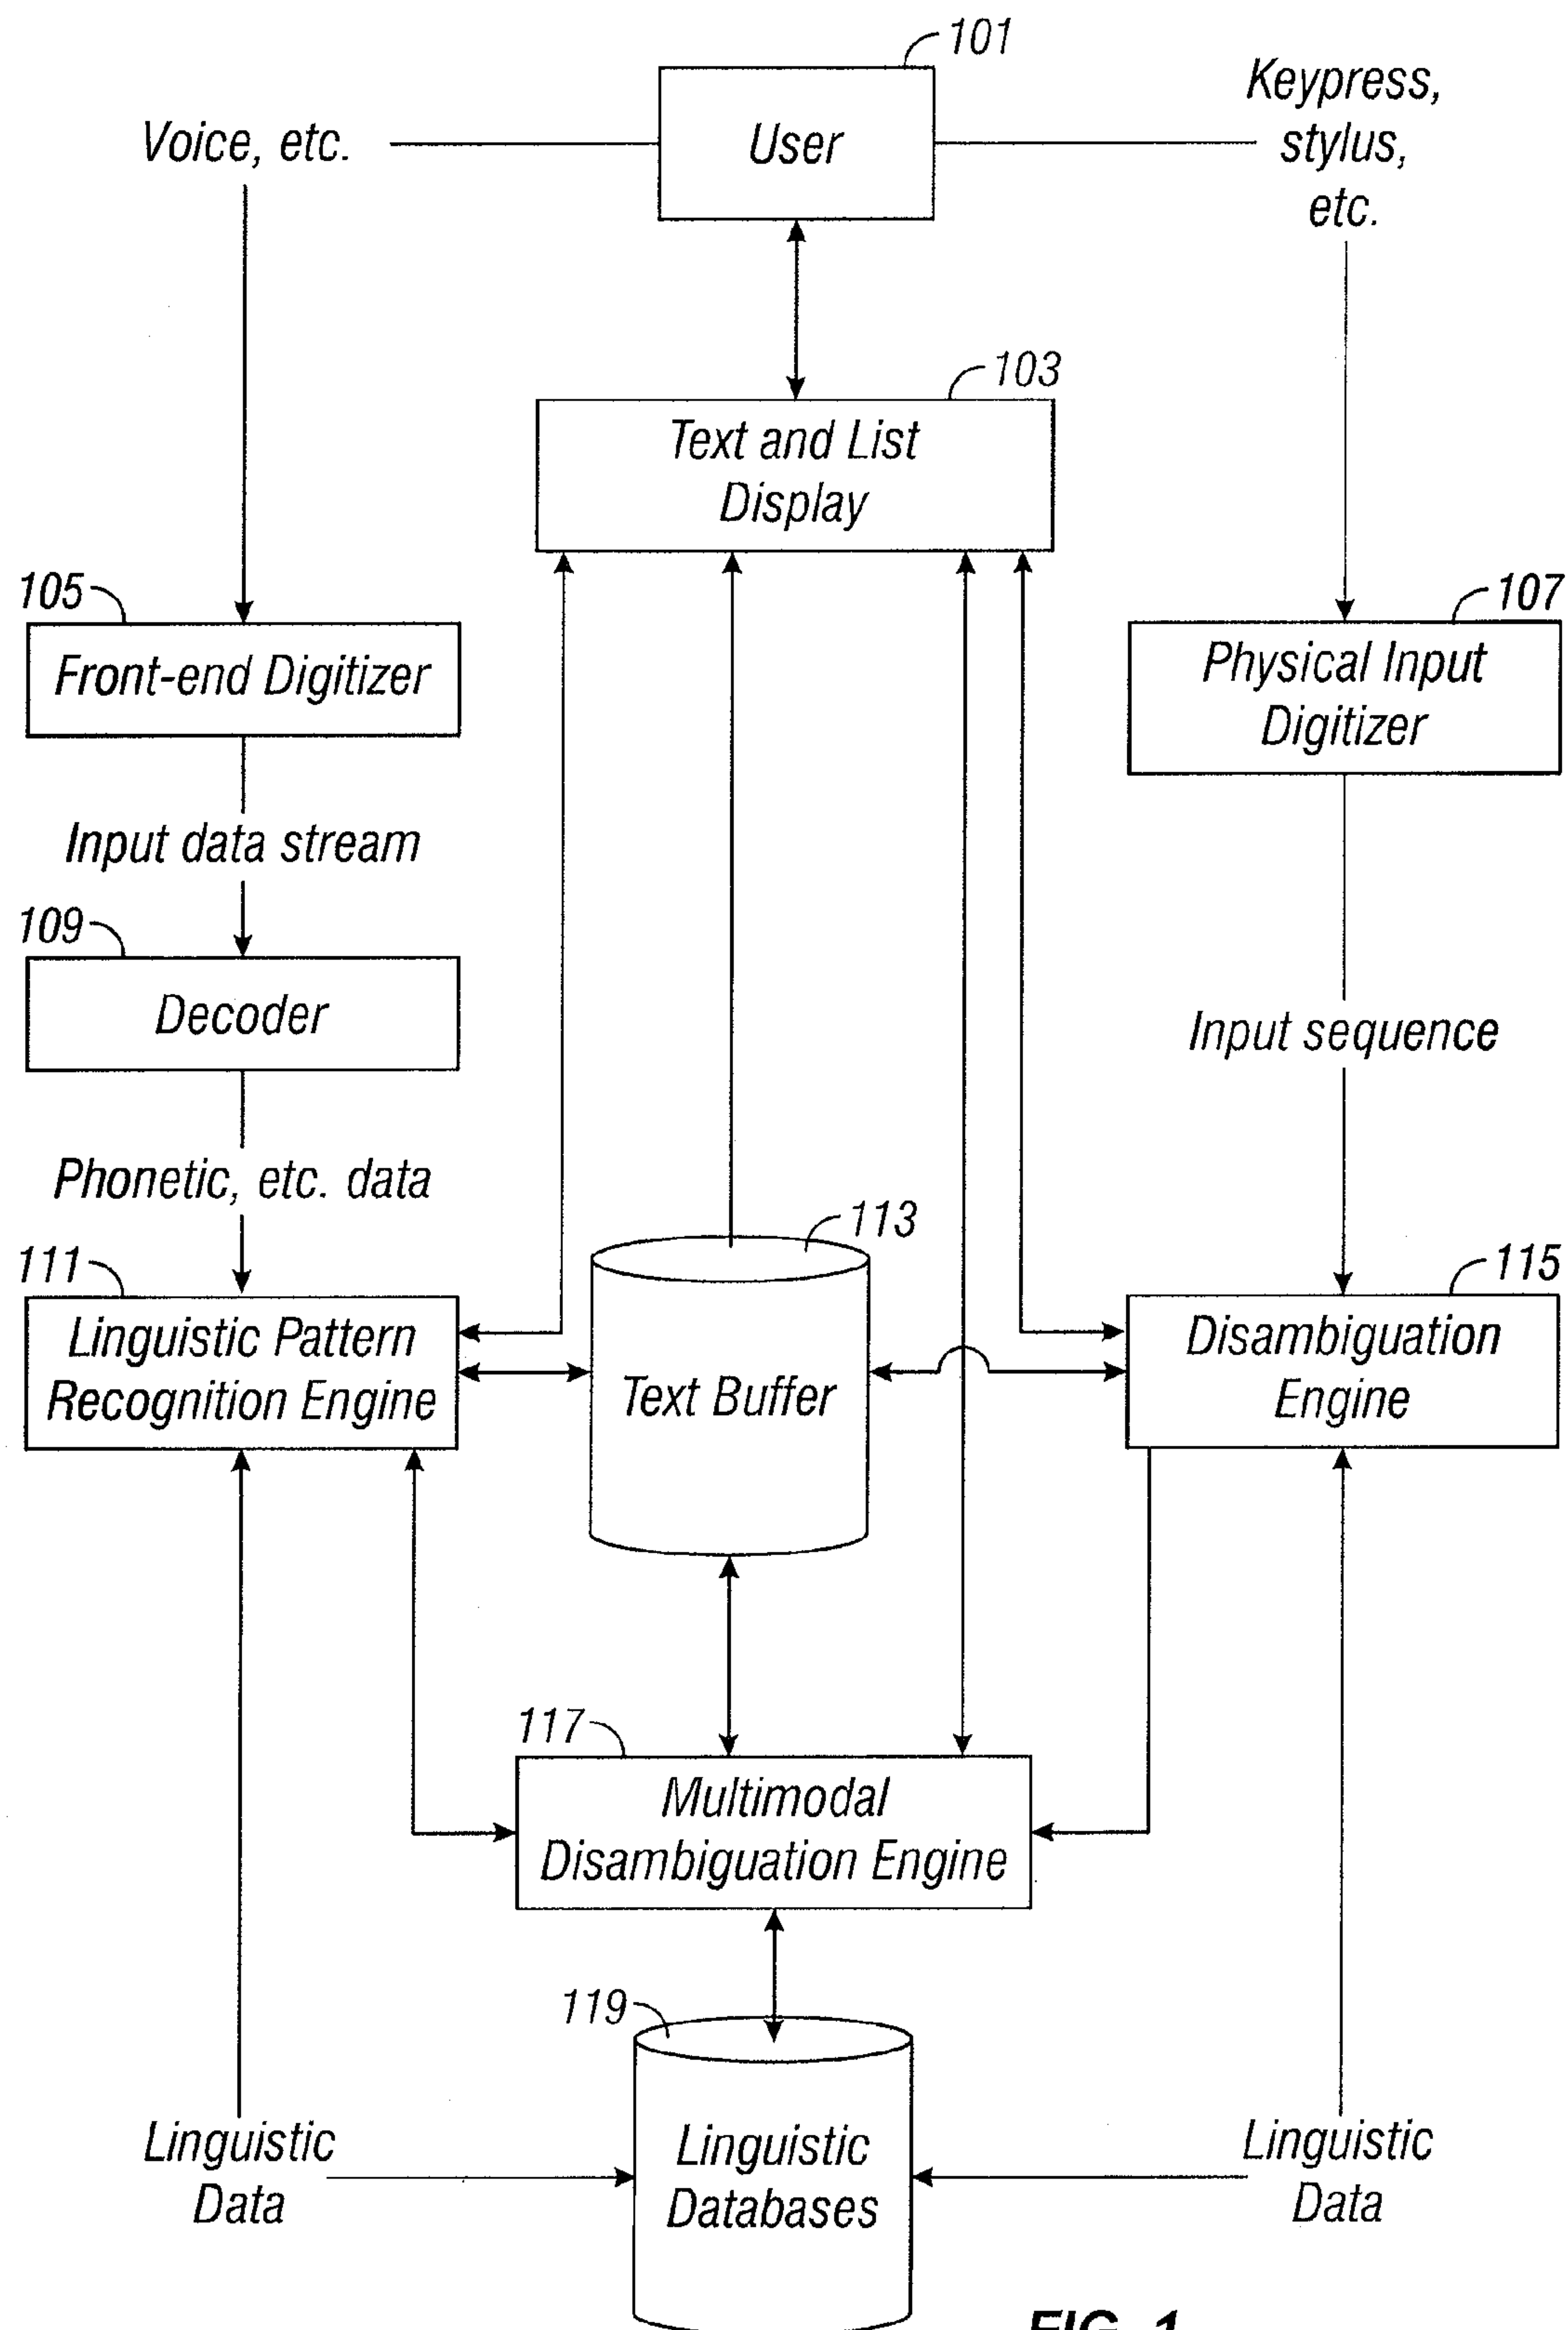 101
Voice, etc.
User
Keypress,
stylus,
etc.
103
Text and List
Display
105
Front-end Digitizer
107
Physical Input
Digitizer
Input data stream
109
Decoder
Input sequence
Phonetic, etc. data
111
Linguistic Pattern
Recognition Engine
113
Text Buffer
115
Disambiguation
Engine
117
Multimodal
Disambiguation Engine
119
Linguistic
Data
Linguistic
Databases
Linguistic
Data
FIG. 1